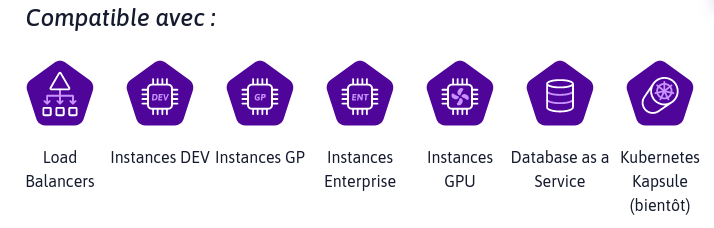 Compatible avec :
DEV
GP
ENT
Load
Balancers
Instances DEV
Instances GP
Instances
Enterprise
Instances
GPU
Database as a
Service
Kubernetes
Kapsule
(bientôt)